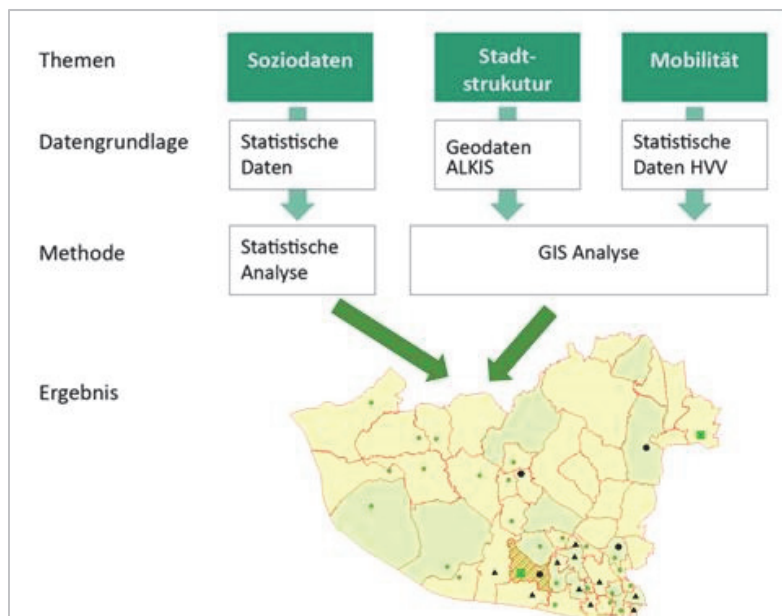 Themen
Soziodaten
Stadt-
strukutur
Mobilität
Datengrundlage
Statistische
Daten
Geodaten
ALKIS
Statistische
Daten HVV
Methode
Statistische
Analyse
GIS Analyse
Ergebnis